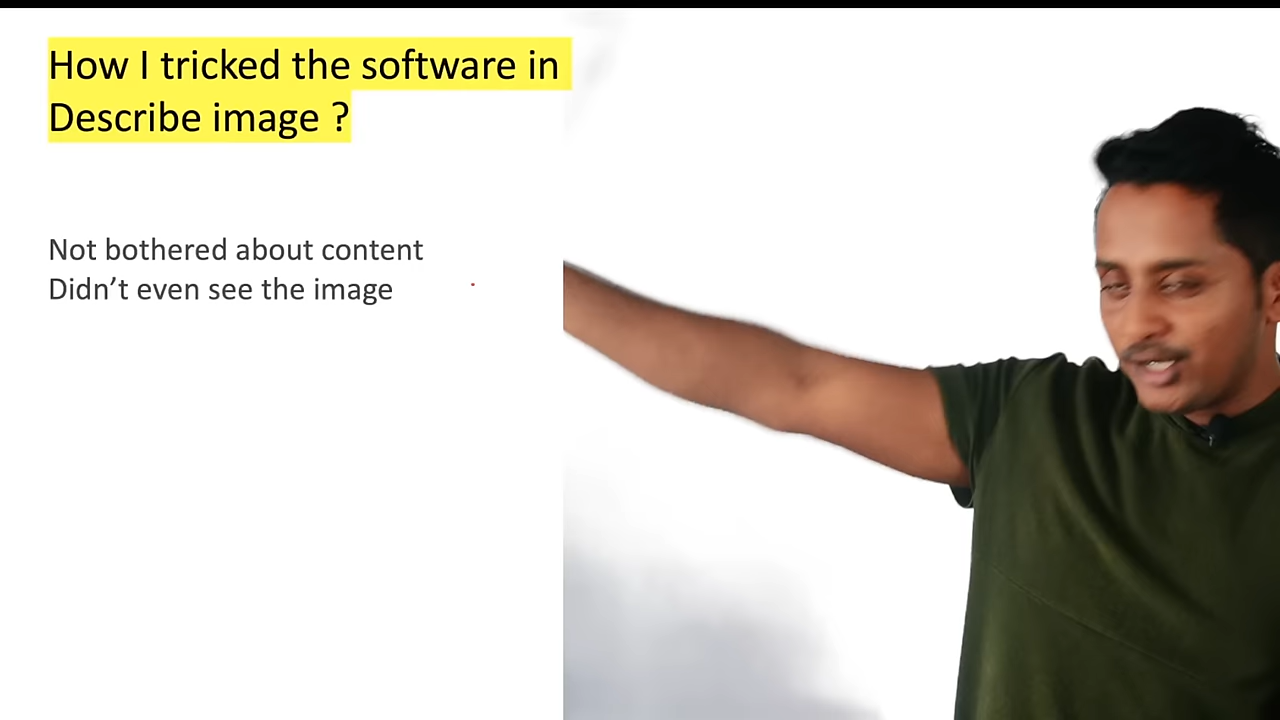 How I tricked the software in
Describe image ?
Not bothered about content
Didn’t even see the image